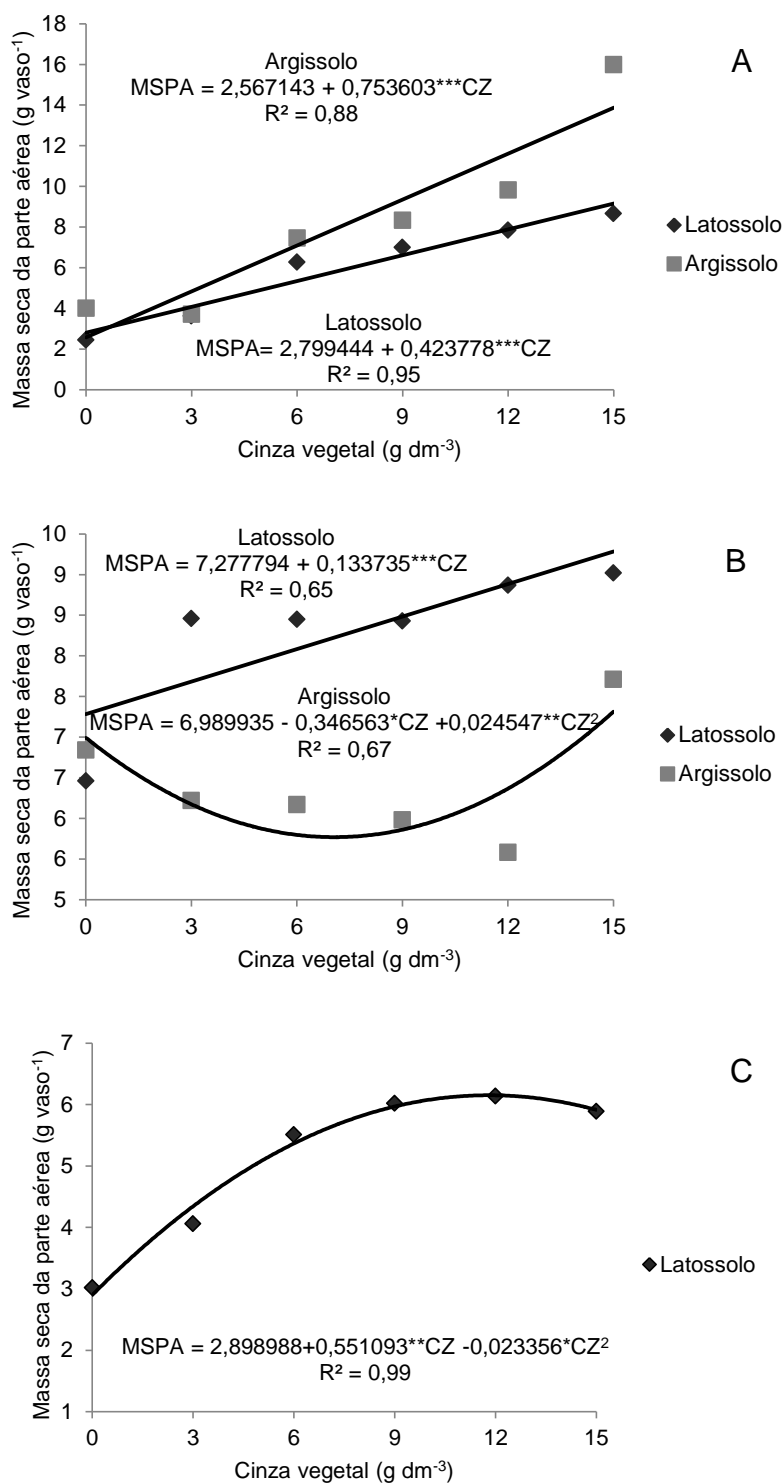 Massa seca da parte aérea (g vaso-1)
18
16
14
12
10
8
6
4
2
0
A
Argissolo
MSPA = 2,567143 + 0,753603***CZ
R² = 0,88
Latossolo
Argissolo
Latossolo
MSPA= 2,799444 + 0,423778***CZ
R² = 0,95
0 3 6 9 12 15
Cinza vegetal (g dm-3)
Massa seca da parte aérea (g vaso-1)
10
9
9
8
8
7
7
6
6
5
B
Latossolo
MSPA = 7,277794 + 0,133735***CZ
R² = 0,65
Argissolo
MSPA = 6,989935 - 0,346563*CZ +0,024547**CZ²
R² = 0,67
Latossolo
Argissolo
0 3 6 9 12 15
Cinza vegetal (g dm-3)
Massa seca da parte aérea (g vaso-1)
7
6
5
4
3
2
1
C
Latossolo
MSPA = 2,898988+0,551093**CZ -0,023356*CZ²
R² = 0,99
0 3 6 9 12 15
Cinza vegetal (g dm-3)